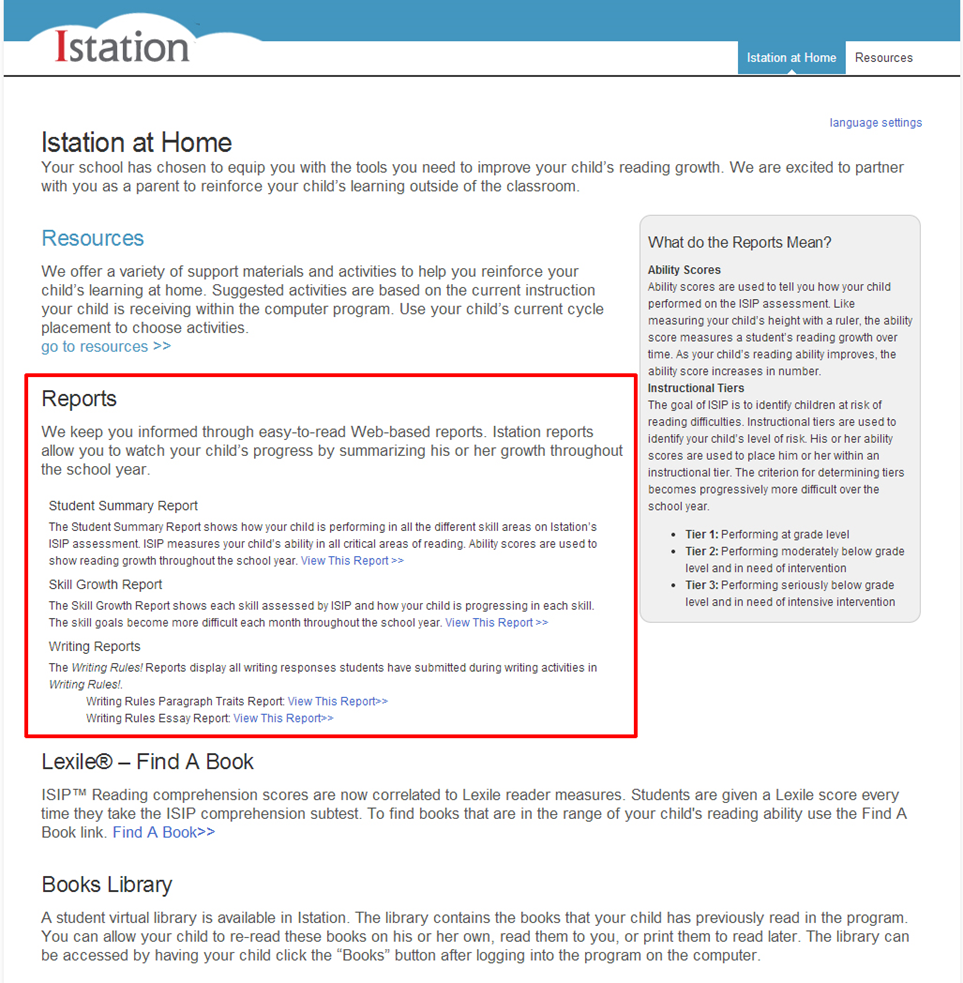 Istation
Istation at Home
Resources
language settings
Istation at Home
Your school has chosen to equip you with the tools you need to improve your child's reading growth. We are excited to partner
with you as a parent to reinforce your child's learning outside of the classroom.
Resources
We offer a variety of support materials and activities to help you reinforce your
child's learning at home. Suggested activities are based on the current instruction
your child is receiving within the computer program. Use your child's current cycle
placement to choose activities.
go to resources >>
Reports
We keep you informed through easy-to-read Web-based reports. Istation reports
allow you to watch your child's progress by summarizing his or her growth throughout
the school year.
Student Summary Report
The Student Summary Report shows how your child is performing in all the different skill areas on Istation's
ISIP assessment. ISIP measures your child's ability in all critical areas of reading. Ability scores are used to
show reading growth throughout the school year. View This Report >>
Skill Growth Report
The Skill Growth Report shows each skill assessed by ISIP and how your child is progressing in each skill.
The skill goals become more difficult each month throughout the school year. View This Report >>
Writing Reports
The Writing Rules! Reports display all writing responses students have submitted during writing activities in
Writing Rules!.
Writing Rules Paragraph Traits Report: View This Report>>
Writing Rules Essay Report: View This Report>>
What do the Reports Mean?
Ability Scores
Ability scores are used to tell you how your child
performed on the ISIP assessment. Like
measuring your child's height with a ruler, the ability
score measures a student's reading growth over
time. As your child's reading ability improves, the
ability score increases in number.
Instructional Tiers
The goal of ISIP is to identify children at risk of
reading difficulties. Instructional tiers are used to
identify your child's level of risk. His or her ability
scores are used to place him or her within an
instructional tier. The criterion for determining tiers
becomes progressively more difficult over the
school year.
• Tier 1: Performing at grade level
• Tier 2: Performing moderately below grade
level and in need of intervention
• Tier 3: Performing seriously below grade
level and in need of intensive intervention
Lexile® – Find A Book
ISIP™ Reading comprehension scores are now correlated to Lexile reader measures. Students are given a Lexile score every
time they take the ISIP comprehension subtest. To find books that are in the range of your child's reading ability use the Find A
Book link. Find A Book>>
Books Library
A student virtual library is available in Istation. The library contains the books that your child has previously read in the program.
You can allow your child to re-read these books on his or her own, read them to you, or print them to read later. The library can
be accessed by having your child click the “Books” button after logging into the program on the computer.